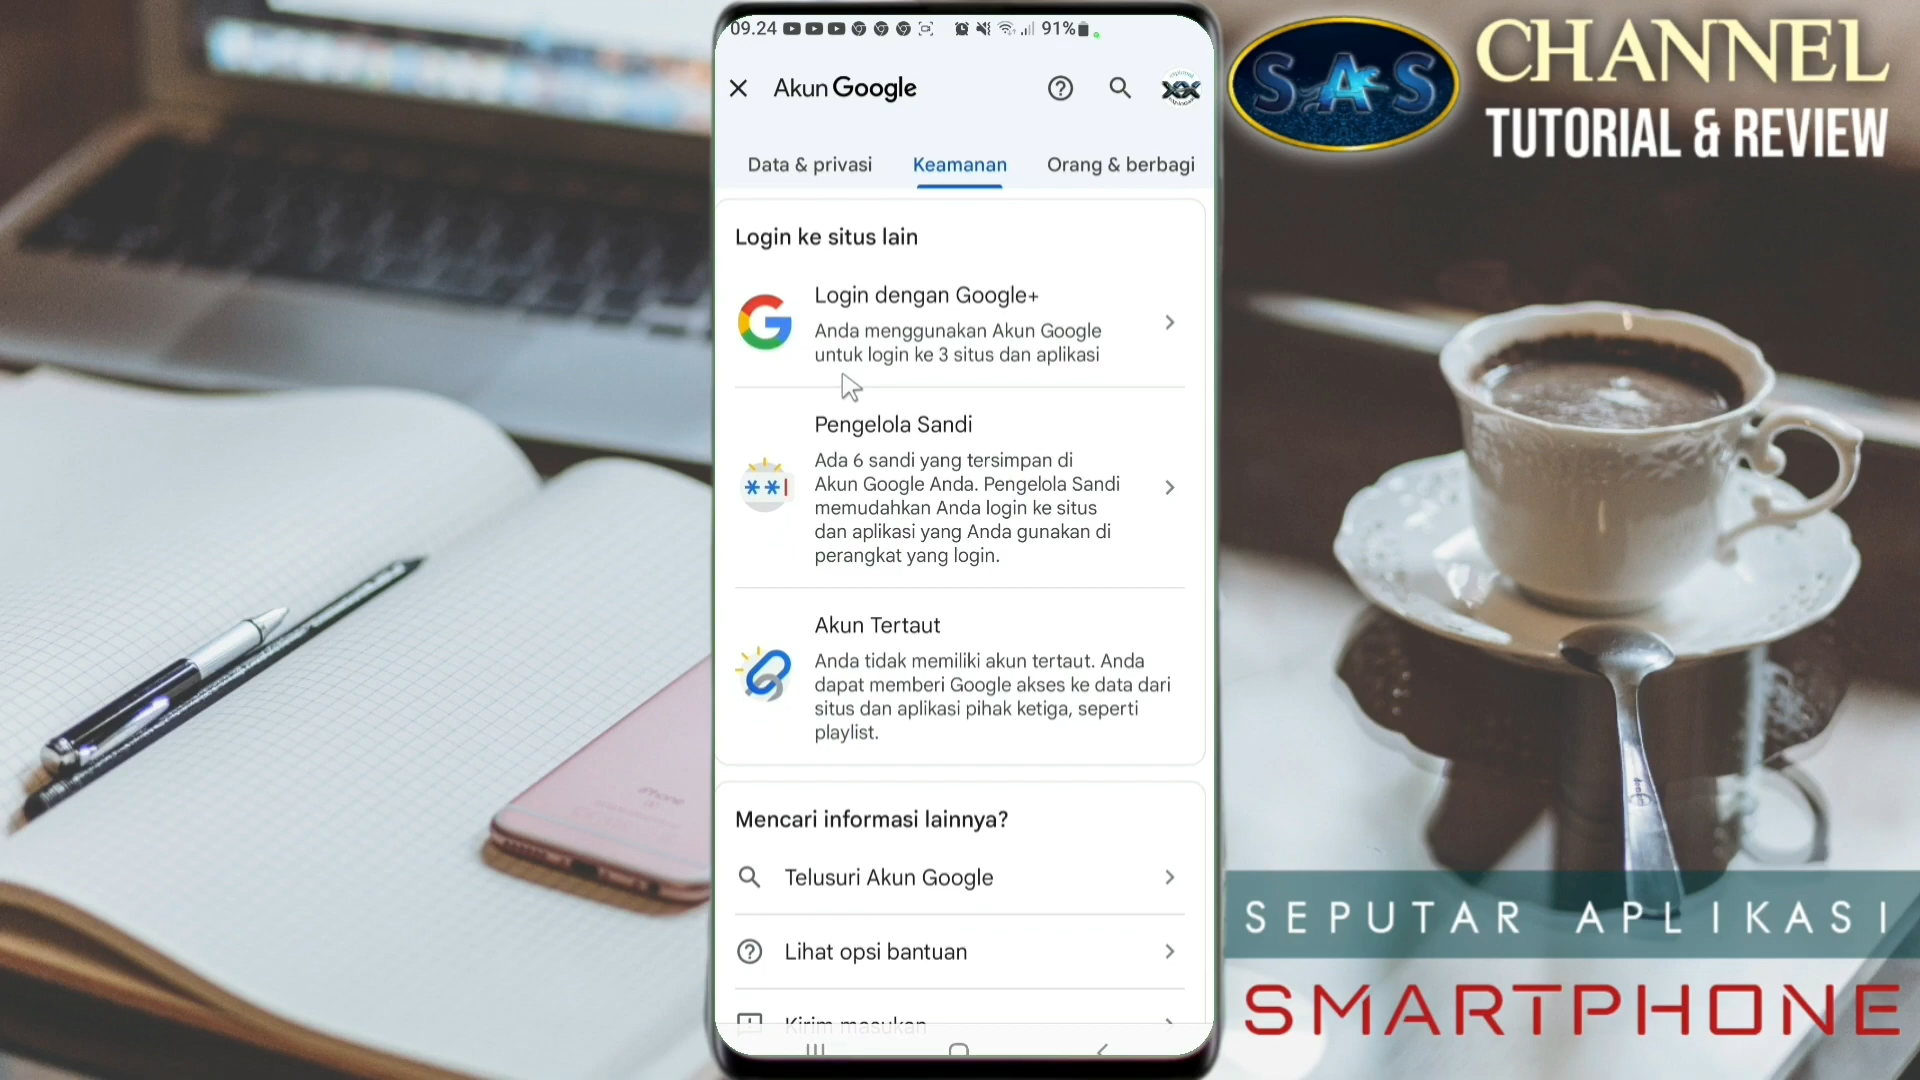 09.24
91%
Akun Google
Data & privasi
Keamanan
Orang & berbagi
Login ke situs lain
Login dengan Google+
Anda menggunakan Akun Google
untuk login ke 3 situs dan aplikasi
Pengelola Sandi
Ada 6 sandi yang tersimpan di
Akun Google Anda. Pengelola Sandi
memudahkan Anda login ke situs
dan aplikasi yang Anda gunakan di
perangkat yang login.
Akun Tertaut
Anda tidak memiliki akun tertaut. Anda
dapat memberi Google akses ke data dari
situs dan aplikasi pihak ketiga, seperti
playlist.
Mencari informasi lainnya?
Telusuri Akun Google
Lihat opsi bantuan
Kirim masukan
SAS
CHANNEL
TUTORIAL & REVIEW
iPhone
SEPUTAR APLIKASI
SMARTPHONE